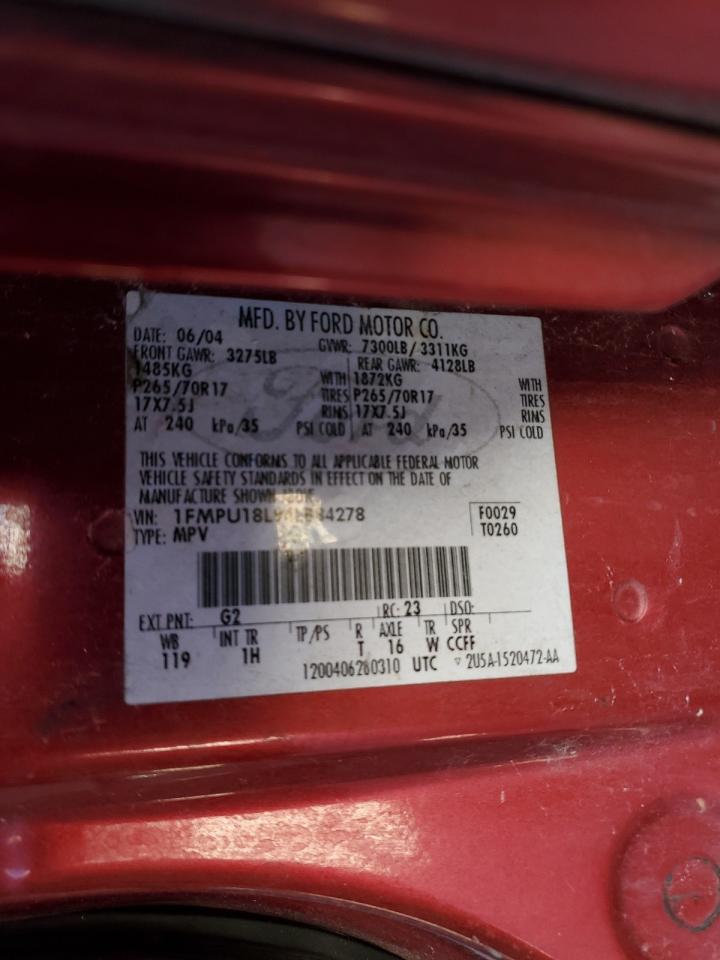 MFD. BY FORD MOTOR CO.
DATE: 06/04 GVWR: 7300LB/3311KG
FRONT GAWR: 3275LB REAR GAWR: 4128LB
1485KG WITH 1872KG WITH
P265/70R17 TIRES P265/70R17 TIRES
17X7.5J RIMS 17X7.5J RIMS
AT 240 kPa/35 PSI COLD AT 240 kPa/35 PSI COLD
Ford
THIS VEHICLE CONFORMS TO ALL APPLICABLE FEDERAL MOTOR
VEHICLE SAFETY STANDARDS IN EFFECT ON THE DATE OF
MANUFACTURE SHOWN
VIN: F0029
TYPE: MPV T0260
EXT PNT: G2 RC: 23 DSO:
WB INT TR TP/PS R AXLE TR SPR
119 1H T 16 W CCFF
1200406280310 UTC ▽ 2U5A-1520472-AA